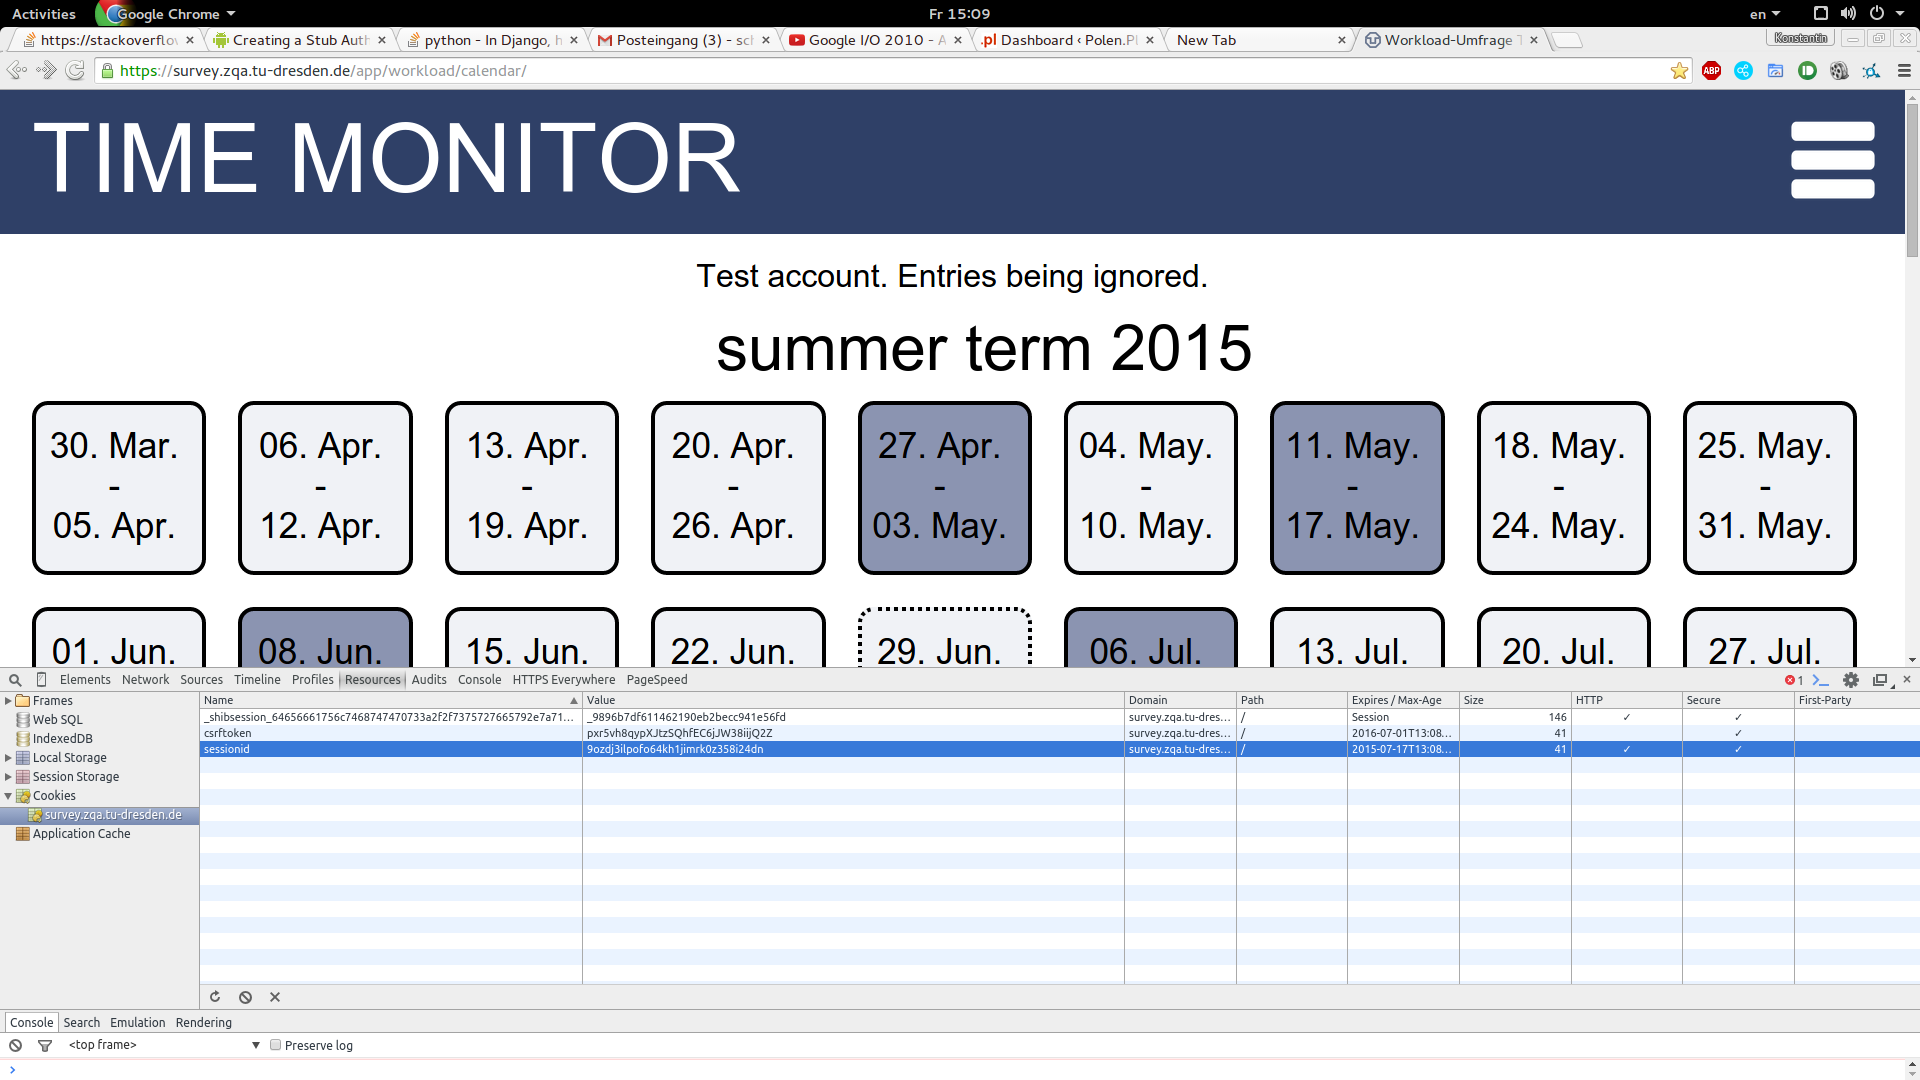 Activities Google Chrome Fr 15:09 en
https://stackoverflow Creating a Stub Auth python - In Django, h Posteingang (3) - sch Google I/O 2010 - A .pl Dashboard ‹ Polen.Pl New Tab Workload-Umfrage T Konstantin
https://survey.zqa.tu-dresden.de/app/workload/calendar/ ABP
TIME MONITOR
Test account. Entries being ignored.
summer term 2015
30. Mar. - 05. Apr.
06. Apr. - 12. Apr.
13. Apr. - 19. Apr.
20. Apr. - 26. Apr.
27. Apr. - 03. May.
04. May. - 10. May.
11. May. - 17. May.
18. May. - 24. May.
25. May. - 31. May.
01. Jun. 08. Jun. 15. Jun. 22. Jun. 29. Jun. 06. Jul. 13. Jul. 20. Jul. 27. Jul.
Elements Network Sources Timeline Profiles Resources Audits Console HTTPS Everywhere PageSpeed 1
Frames
Web SQL
IndexedDB
Local Storage
Session Storage
Cookies
survey.zqa.tu-dresden.de
Application Cache
Name Value Domain Path Expires / Max-Age Size HTTP Secure First-Party
_shibsession_64656661756c7468747470733a2f2f7375727665792e7a71... _9896b7df611462190eb2becc941e56fd survey.zqa.tu-dres... / Session 146 ✓ ✓
csrftoken pxr5vh8qypXJtzSQhfEC6jJW38iijQ2Z survey.zqa.tu-dres... / 2016-07-01T13:08... 41 ✓
sessionid 9ozdj3ilpofo64kh1jimrk0z358i24dn survey.zqa.tu-dres... / 2015-07-17T13:08... 41 ✓ ✓
Console Search Emulation Rendering
<top frame> Preserve log